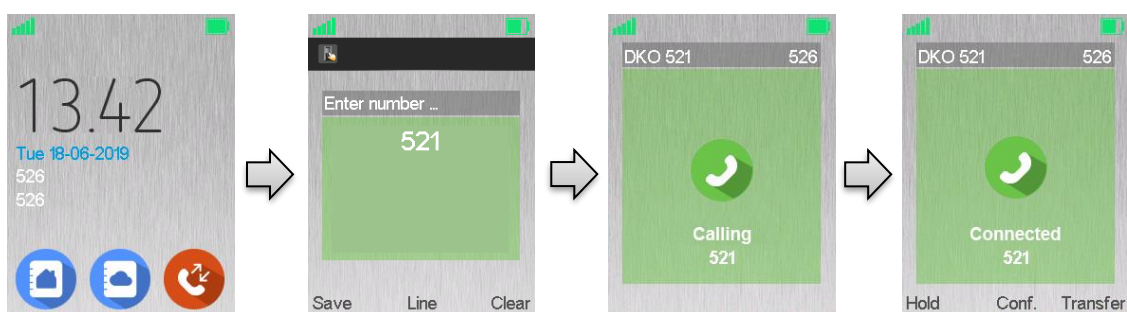 13.42
Tue 18-06-2019
526
526
Enter number ...
521
Save Line Clear
DKO 521 526
Calling
521
DKO 521 526
Connected
521
Hold Conf. Transfer